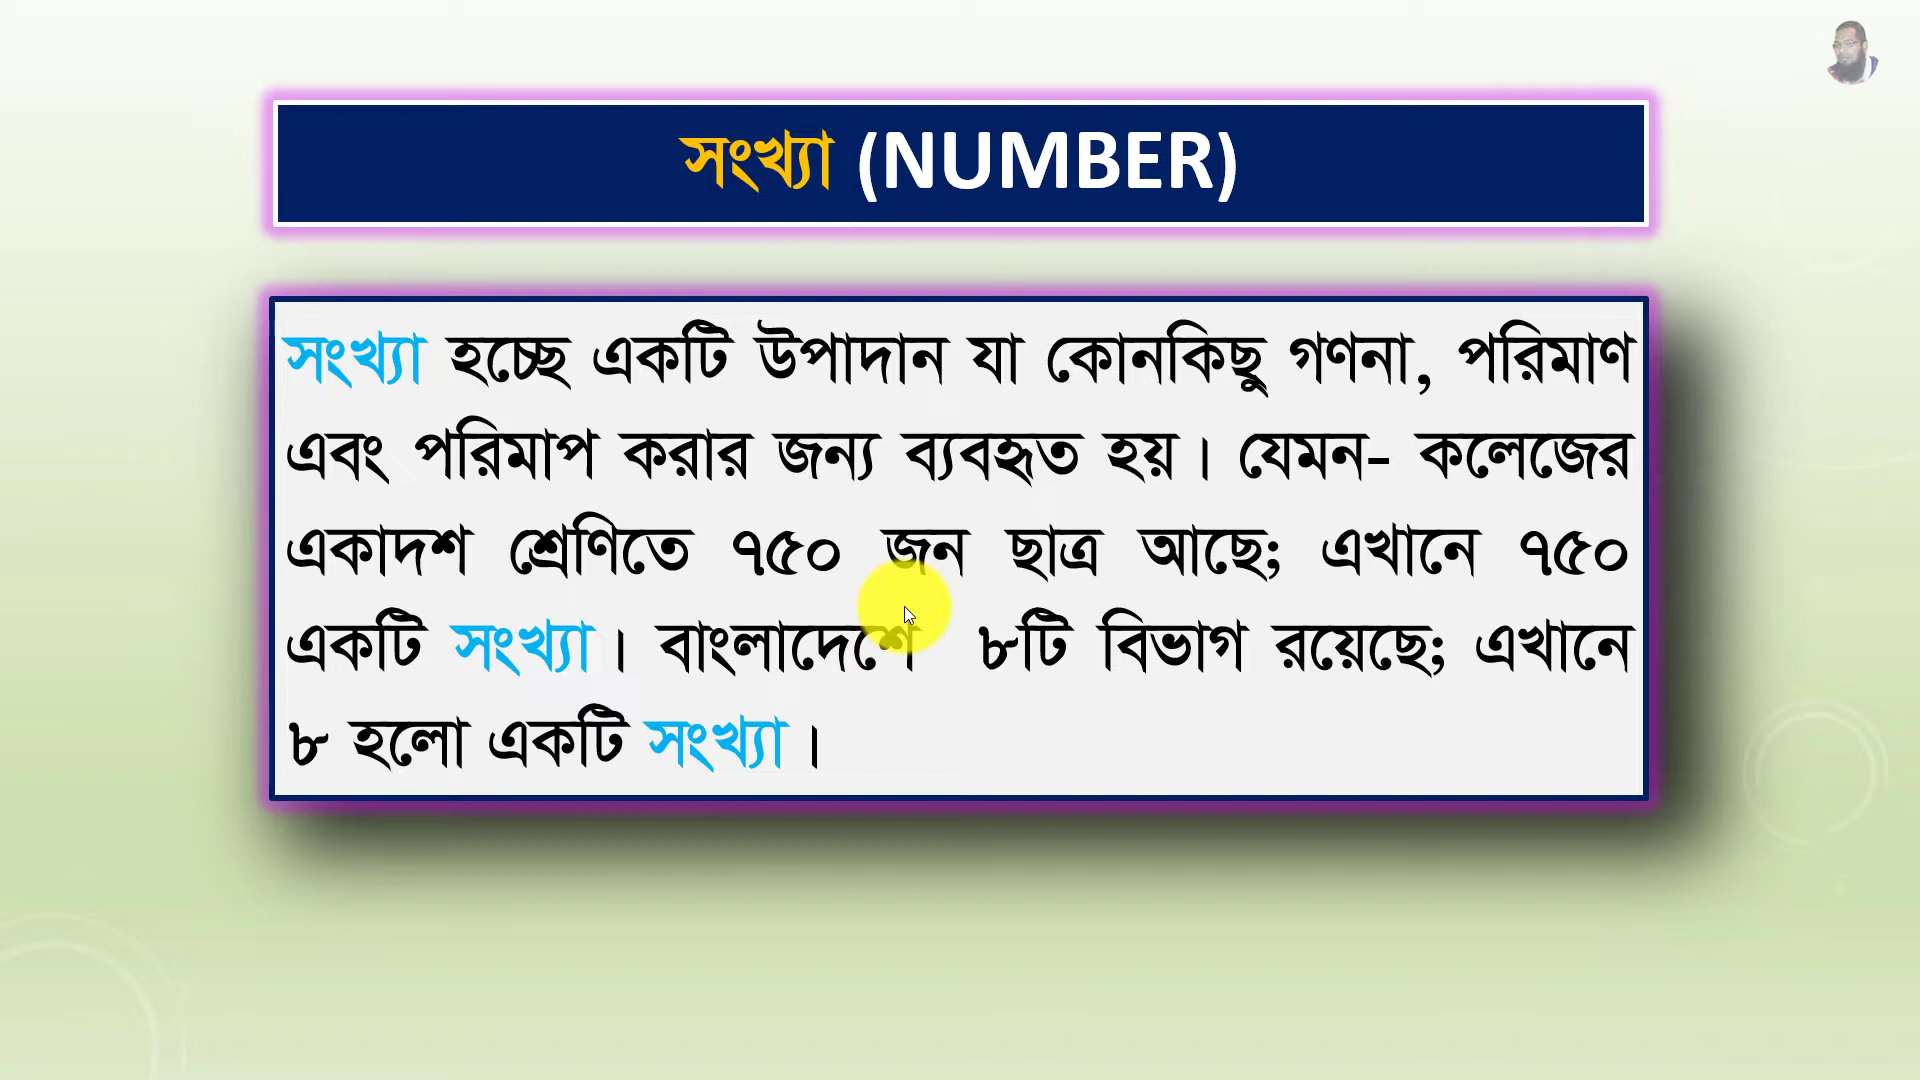 সংখ্যা (NUMBER)
সংখ্যা হচ্ছে একটি উপাদান যা কোনকিছু গণনা, পরিমাণ
এবং পরিমাপ করার জন্য ব্যবহৃত হয়। যেমন- কলেজের
একাদশ শ্রেণিতে ৭৫০ জন ছাত্র আছে; এখানে ৭৫০
একটি সংখ্যা। বাংলাদেশে ৮টি বিভাগ রয়েছে; এখানে
৮ হলো একটি সংখ্যা।